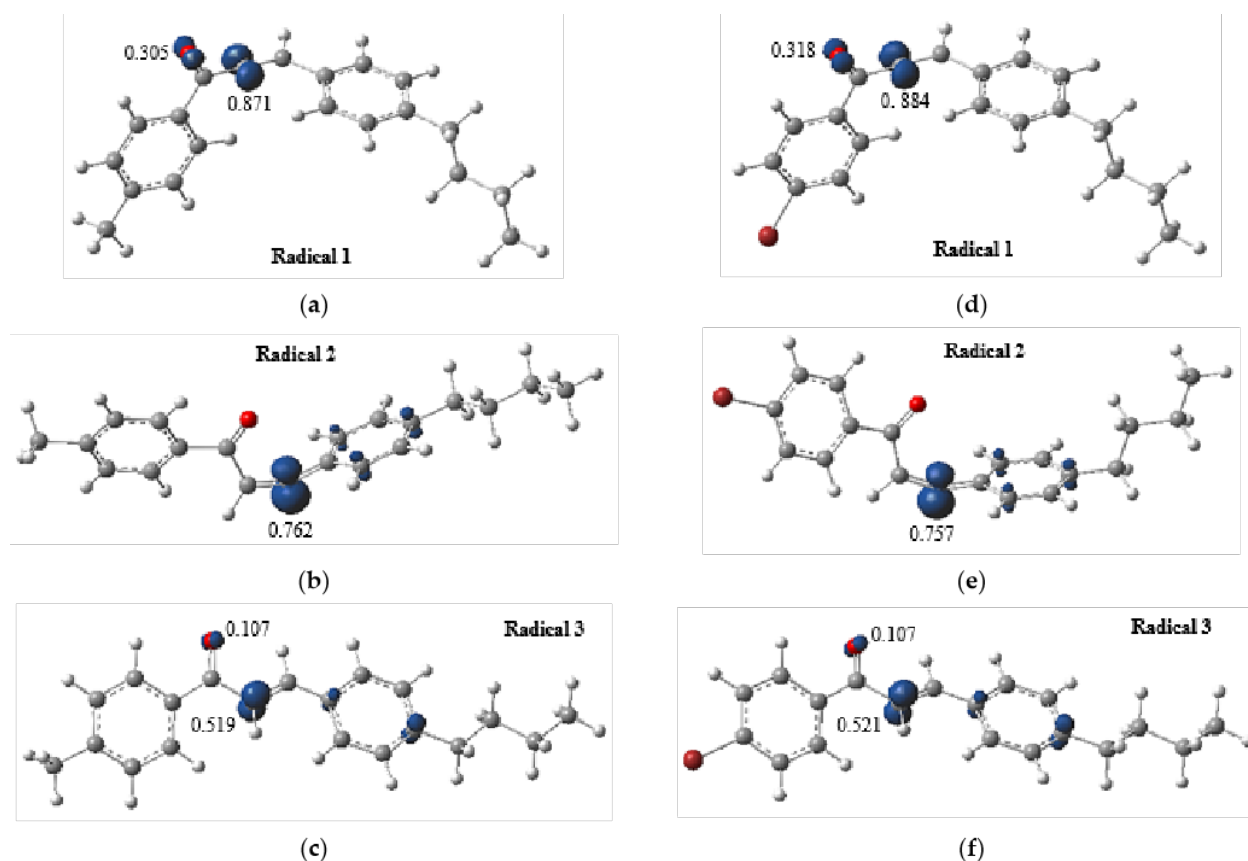 0.305
0.871
Radical 1
(a)
0.318
0. 884
Radical 1
(d)
Radical 2
0.762
(b)
Radical 2
0.757
(e)
0.107
Radical 3
0.519
(c)
0.107
Radical 3
0.521
(f)